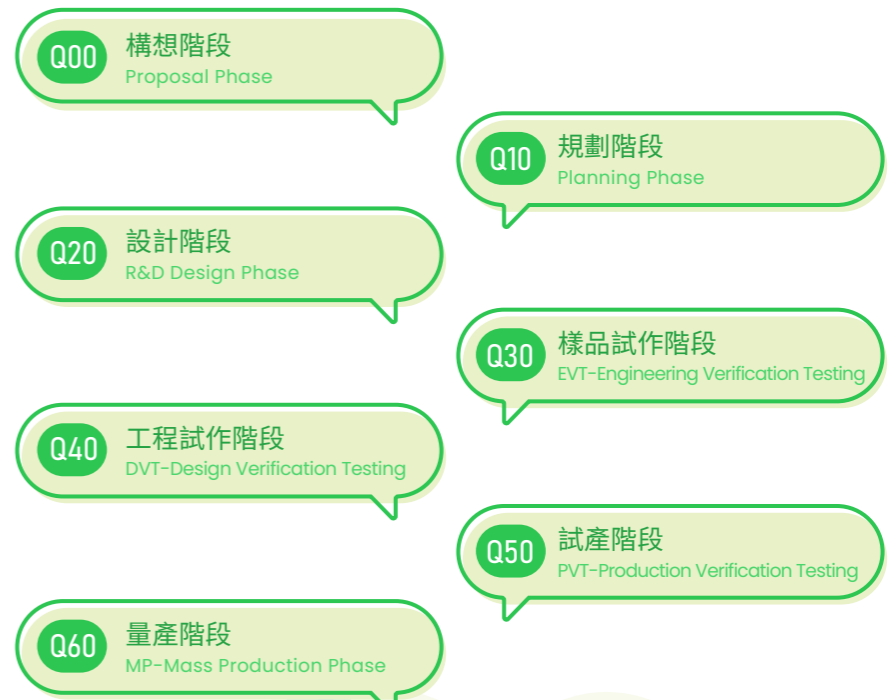 Q00
構想階段
Proposal Phase
Q10
規劃階段
Planning Phase
Q20
設計階段
R&D Design Phase
Q30
樣品試作階段
EVT-Engineering Verification Testing
Q40
工程試作階段
DVT-Design Verification Testing
Q50
試產階段
PVT-Production Verification Testing
Q60
量產階段
MP-Mass Production Phase